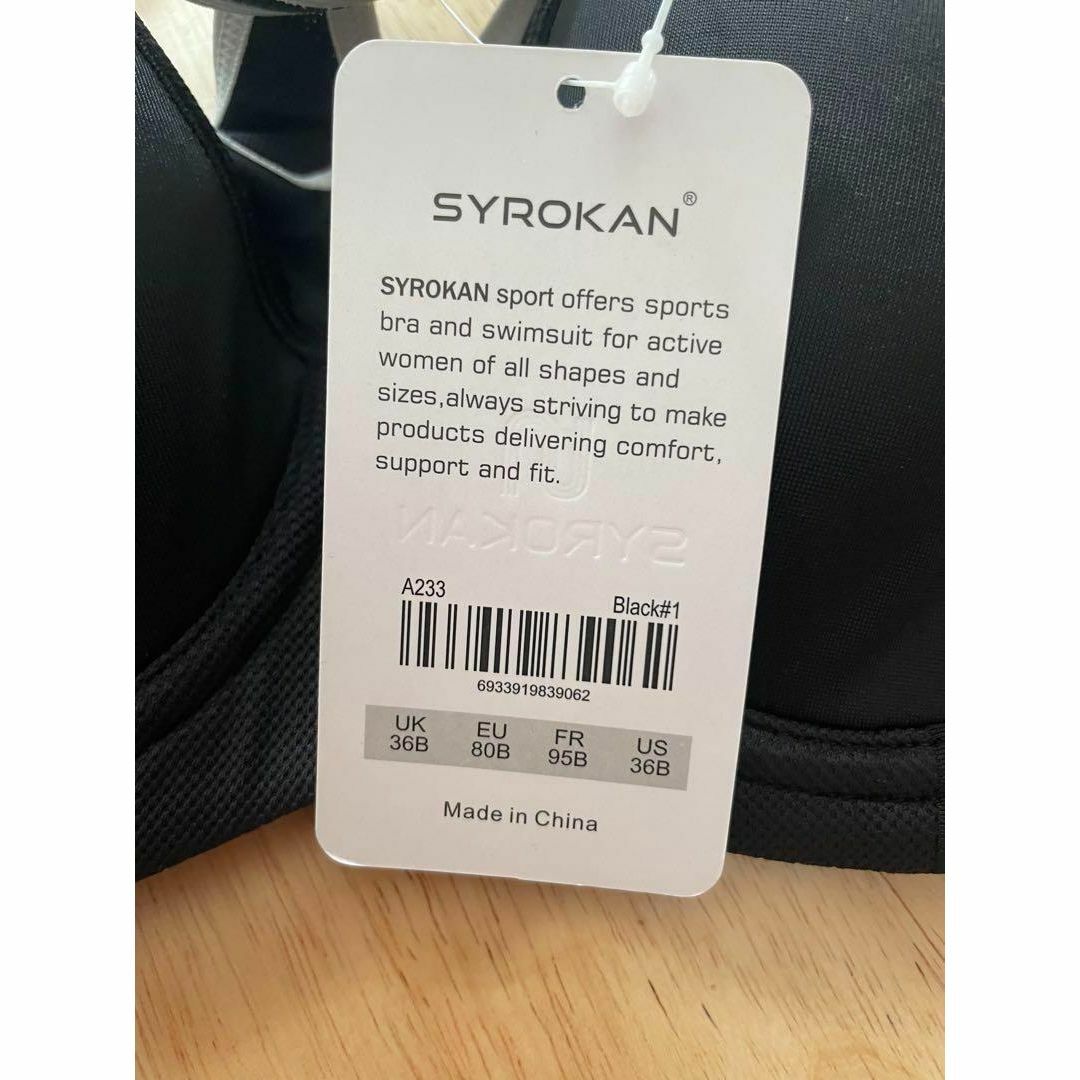 SYROKAN®
SYROKAN sport offers sports
bra and swimsuit for active
women of all shapes and
sizes,always striving to make
products delivering comfort,
support and fit.
SYROKAN
A233
Black#1
6933919839062
UK EU FR US
36B 80B 95B 36B
Made in China